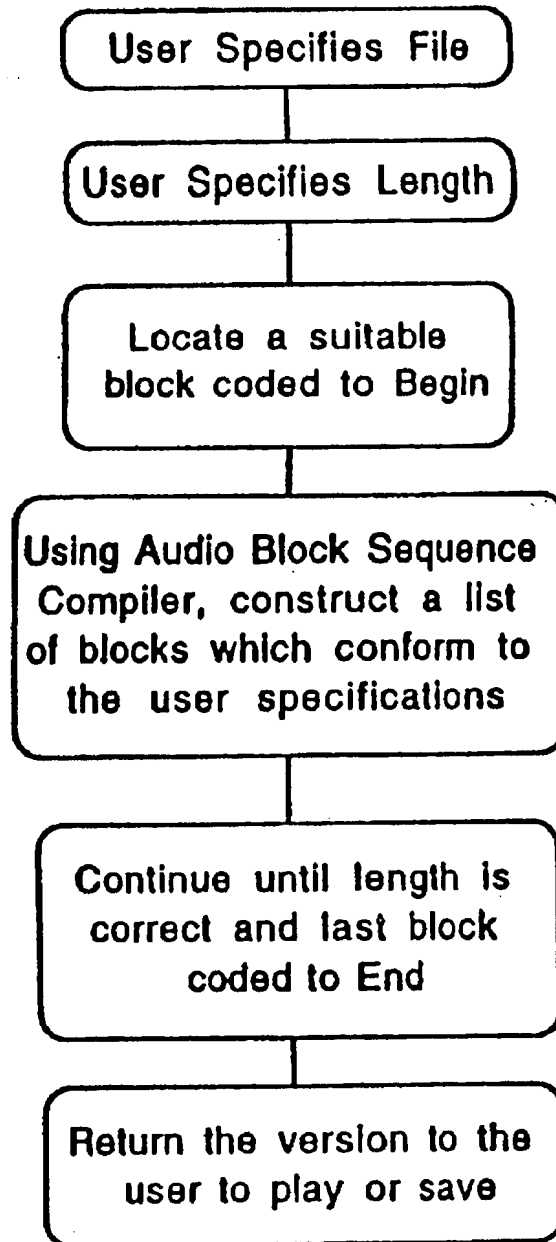 User Specifies File
User Specifies Length
Locate a suitable
block coded to Begin
Using Audio Block Sequence
Compiler, construct a list
of blocks which conform to
the user specifications
Continue until length is
correct and last block
coded to End
Return the version to the
user to play or save